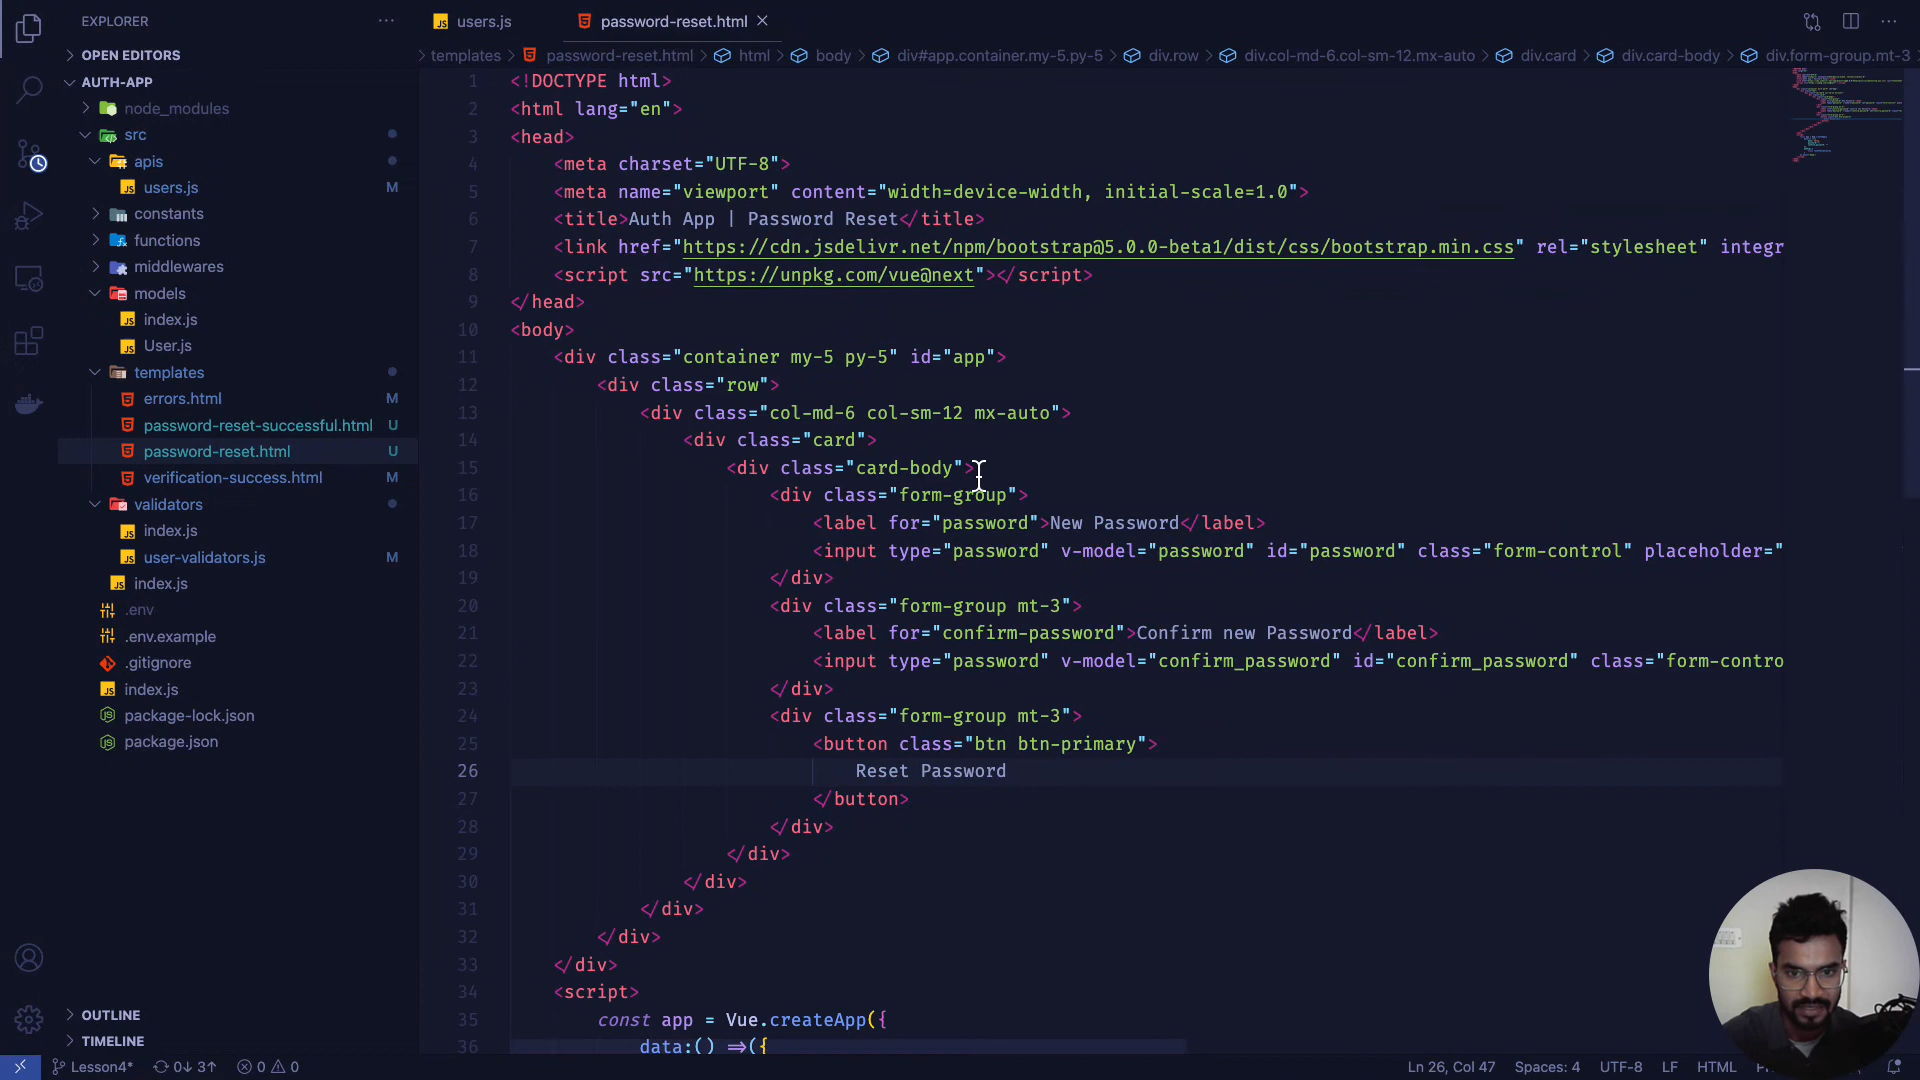 EXPLORER
OPEN EDITORS
AUTH-APP
node_modules
src
apis
users.js M
constants
functions
middlewares
models
index.js
User.js
templates
errors.html M
password-reset-successful.html U
password-reset.html U
verification-success.html U
validators
index.js
user-validators.js M
index.js
.env
.env.example
.gitignore
index.js
package-lock.json
package.json
OUTLINE
TIMELINE
users.js
password-reset.html
templates > password-reset.html > html > body > div#app.container.my-5.py-5 > div.row > div.col-md-6.col-sm-12.mx-auto > div.card > div.card-body > div.form-group.mt-3
1 <!DOCTYPE html>
2 <html lang="en">
3 <head>
4 <meta charset="UTF-8">
5 <meta name="viewport" content="width=device-width, initial-scale=1.0">
6 <title>Auth App | Password Reset</title>
7 <link href="https://cdn.jsdelivr.net/npm/bootstrap@5.0.0-beta1/dist/css/bootstrap.min.css" rel="stylesheet" integr
8 <script src="https://unpkg.com/vue@next"></script>
9 </head>
10 <body>
11 <div class="container my-5 py-5" id="app">
12 <div class="row">
13 <div class="col-md-6 col-sm-12 mx-auto">
14 <div class="card">
15 <div class="card-body">
16 <div class="form-group">
17 <label for="password">New Password</label>
18 <input type="password" v-model="password" id="password" class="form-control" placeholder="
19 </div>
20 <div class="form-group mt-3">
21 <label for="confirm-password">Confirm new Password</label>
22 <input type="password" v-model="confirm_password" id="confirm_password" class="form-contro
23 </div>
24 <div class="form-group mt-3">
25 <button class="btn btn-primary">
26 Reset Password
27 </button>
28 </div>
29 </div>
30 </div>
31 </div>
32 </div>
33 </div>
34 <script>
35 const app = Vue.createApp({
36 data:() =>({
Lesson4* 0↓ 3↑ 0 0
Ln 26, Col 47 Spaces: 4 UTF-8 LF HTML